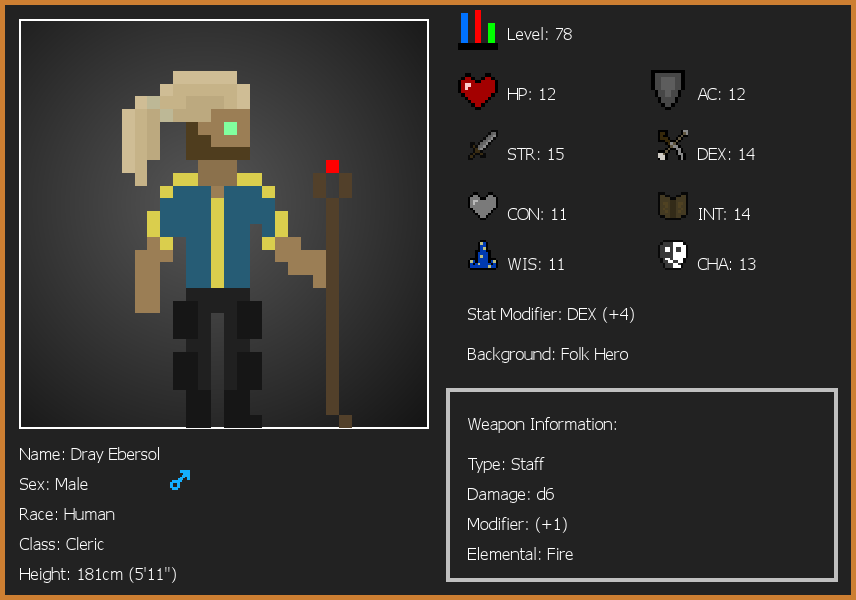 Level: 78
HP: 12
AC: 12
STR: 15
DEX: 14
CON: 11
INT: 14
WIS: 11
CHA: 13
Stat Modifier: DEX (+4)
Background: Folk Hero
Weapon Information:
Type: Staff
Damage: d6
Modifier: (+1)
Elemental: Fire
Name: Dray Ebersol
Sex: Male
Race: Human
Class: Cleric
Height: 181cm (5'11")